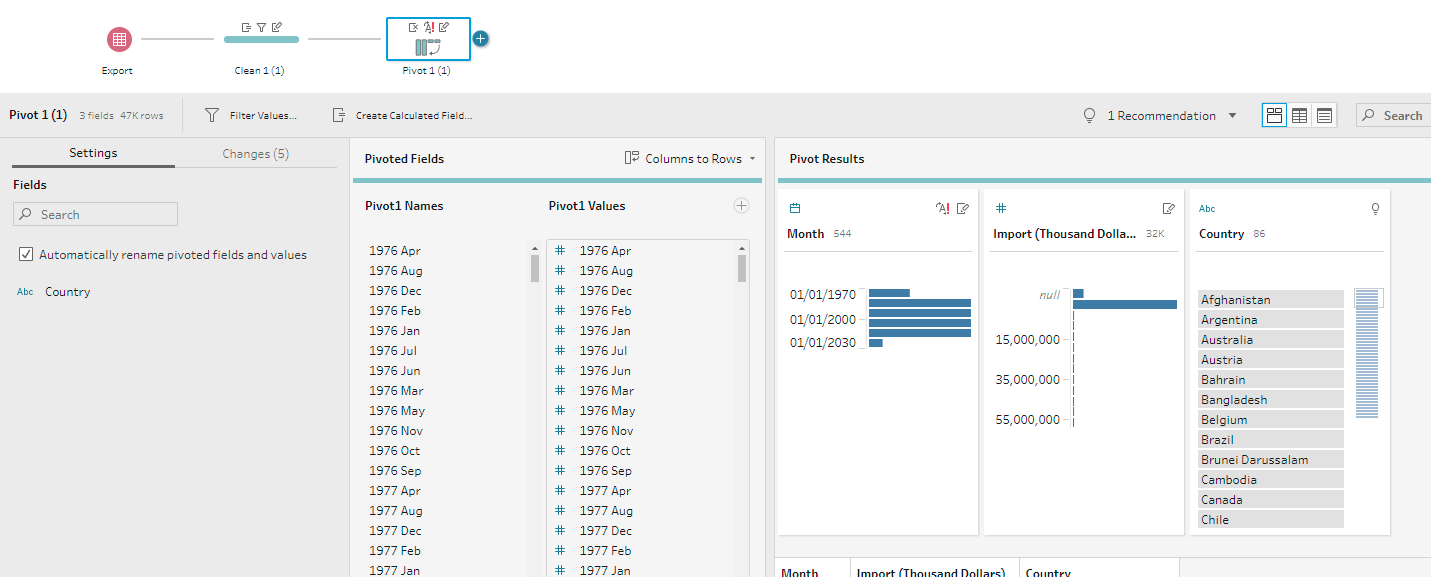 Export
Clean 1 (1)
Pivot 1 (1)
Pivot 1 (1) 3 fields 47K rows
Filter Values...
Create Calculated Field...
1 Recommendation
Search
Settings
Changes (5)
Fields
Search
Automatically rename pivoted fields and values
Abc Country
Pivoted Fields
Columns to Rows
Pivot1 Names
1976 Apr
1976 Aug
1976 Dec
1976 Feb
1976 Jan
1976 Jul
1976 Jun
1976 Mar
1976 May
1976 Nov
1976 Oct
1976 Sep
1977 Apr
1977 Aug
1977 Dec
1977 Feb
1977 Jan
Pivot1 Values
# 1976 Apr
# 1976 Aug
# 1976 Dec
# 1976 Feb
# 1976 Jan
# 1976 Jul
# 1976 Jun
# 1976 Mar
# 1976 May
# 1976 Nov
# 1976 Oct
# 1976 Sep
# 1977 Apr
# 1977 Aug
# 1977 Dec
# 1977 Feb
# 1977 Jan
Pivot Results
Month 544
01/01/1970
01/01/2000
01/01/2030
#
Import (Thousand Dolla... 32K
null
15,000,000
35,000,000
55,000,000
Abc
Country 86
Afghanistan
Argentina
Australia
Austria
Bahrain
Bangladesh
Belgium
Brazil
Brunei Darussalam
Cambodia
Canada
Chile
Month
Import (Thousand Dollars)
Country